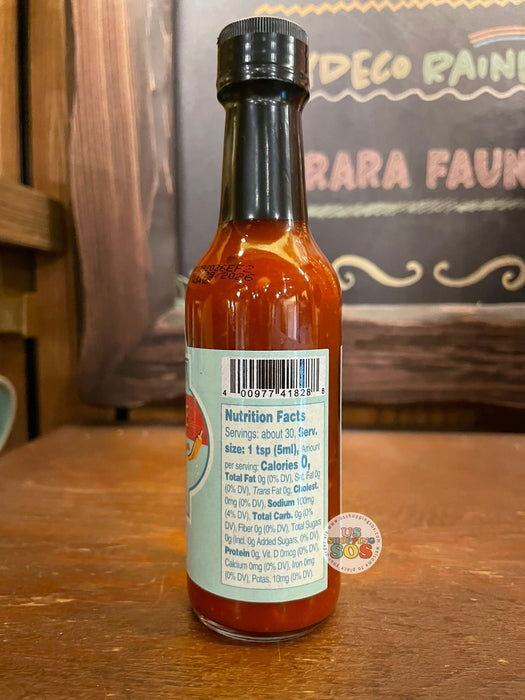 YDECO RAIN
RARA FAUN
4 00977 41828 8
Nutrition Facts
Servings: about 30, Serv.
size: 1 tsp (5ml), Amount
per serving: Calories 0,
Total Fat 0g (0% DV), Sat. Fat 0g
(0% DV), Trans Fat 0g, Cholest.
0mg (0% DV), Sodium 100mg
(4% DV), Total Carb. 0g (0%
DV), Fiber 0g (0% DV), Total Sugars
0g (Incl. 0g Added Sugars, 0% DV),
Protein 0g, Vit. D 0mcg (0% DV),
Calcium 0mg (0% DV), Iron 0mg
(0% DV), Potas. 10mg (0% DV).
US
SHOPPING
SOS